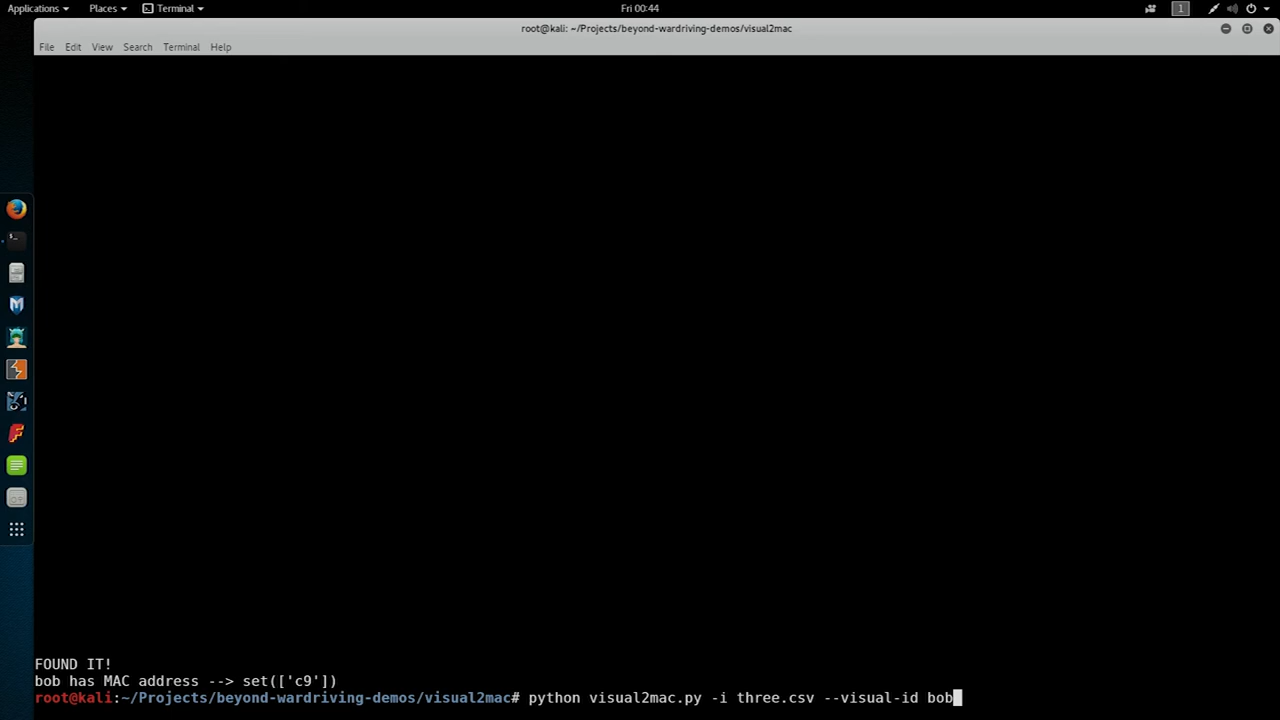 Applications Places Terminal Fri 00:44 1
root@kali: ~/Projects/beyond-wardriving-demos/visual2mac
File Edit View Search Terminal Help
FOUND IT!
bob has MAC address --> set(['c9'])
root@kali:~/Projects/beyond-wardriving-demos/visual2mac# python visual2mac.py -i three.csv --visual-id bob